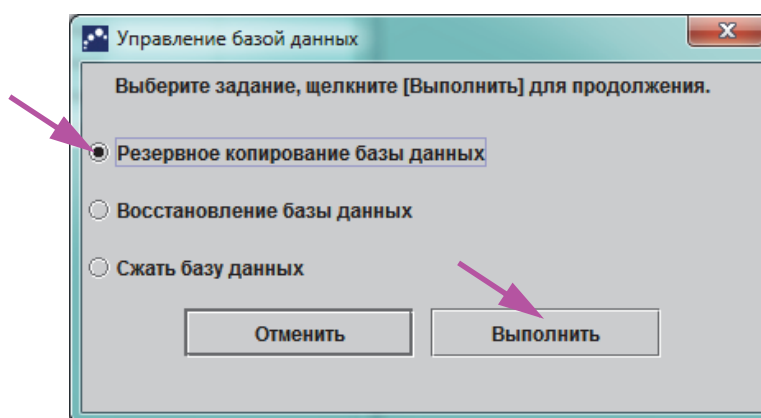 Управление базой данных
Выберите задание, щелкните [Выполнить] для продолжения.
Резервное копирование базы данных
Восстановление базы данных
Сжать базу данных
Отменить
Выполнить